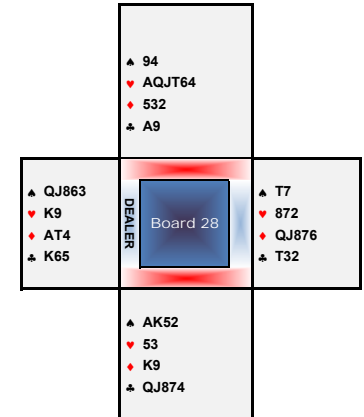 ♠ 94
♥ AQJT64
♦ 532
♣ A9
♠ QJ863
♥ K9
♦ AT4
♣ K65
DEALER
Board 28
♠ T7
♥ 872
♦ QJ876
♣ T32
♠ AK52
♥ 53
♦ K9
♣ QJ874